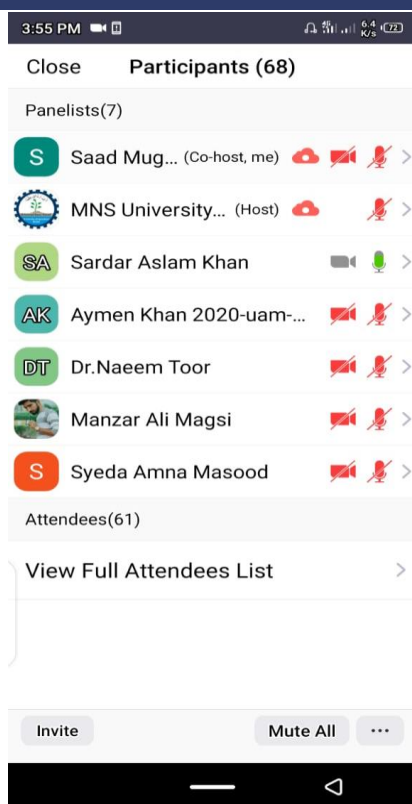 3:55 PM 6.4 K/s 72
Close Participants (68)
Panelists(7)
S Saad Mug... (Co-host, me)
MNS University... (Host)
SA Sardar Aslam Khan
AK Aymen Khan 2020-uam-...
DT Dr.Naeem Toor
Manzar Ali Magsi
S Syeda Amna Masood
Attendees(61)
View Full Attendees List
Invite Mute All ...